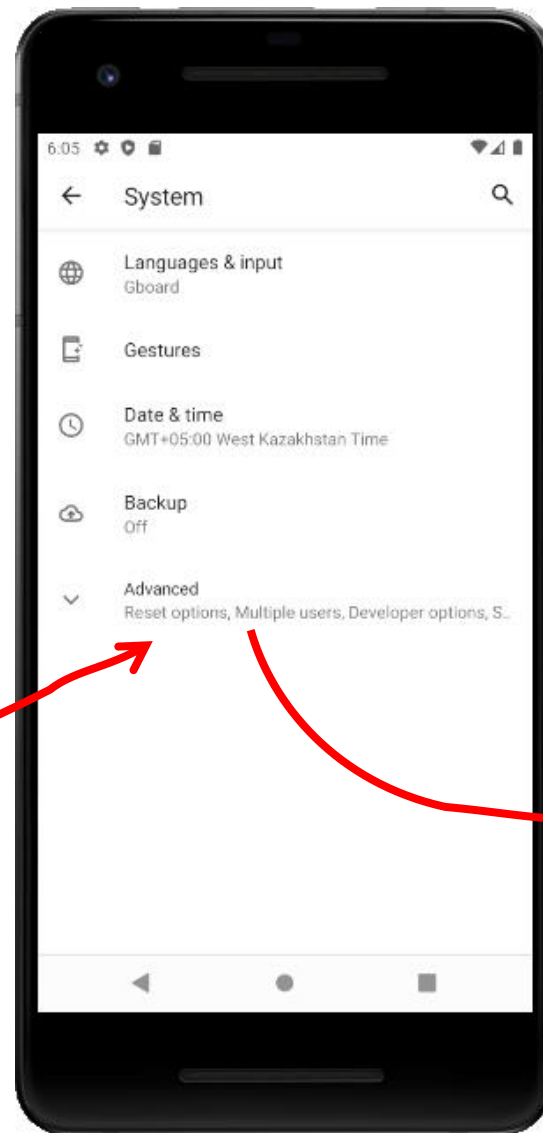 6:05
System
Languages & input
Gboard
Gestures
Date & time
GMT+05:00 West Kazakhstan Time
Backup
Off
Advanced
Reset options, Multiple users, Developer options, S..